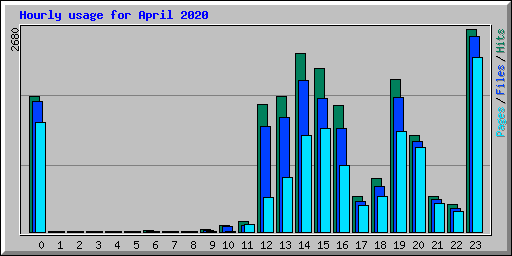 Hourly usage for April 2020
2680
Pages/Files/Hits
0 1 2 3 4 5 6 7 8 9 10 11 12 13 14 15 16 17 18 19 20 21 22 23